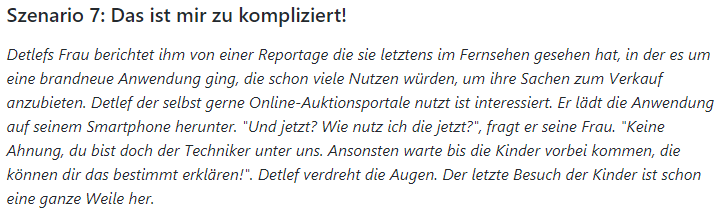 Szenario 7: Das ist mir zu kompliziert!
Detlefs Frau berichtet ihm von einer Reportage die sie letztens im Fernsehen gesehen hat, in der es um
eine brandneue Anwendung ging, die schon viele Nutzen würden, um ihre Sachen zum Verkauf
anzubieten. Detlef der selbst gerne Online-Auktionsportale nutzt ist interessiert. Er lädt die Anwendung
auf seinem Smartphone herunter. "Und jetzt? Wie nutz ich die jetzt?", fragt er seine Frau. "Keine
Ahnung, du bist doch der Techniker unter uns. Ansonsten warte bis die Kinder vorbei kommen, die
können dir das bestimmt erklären!". Detlef verdreht die Augen. Der letzte Besuch der Kinder ist schon
eine ganze Weile her.